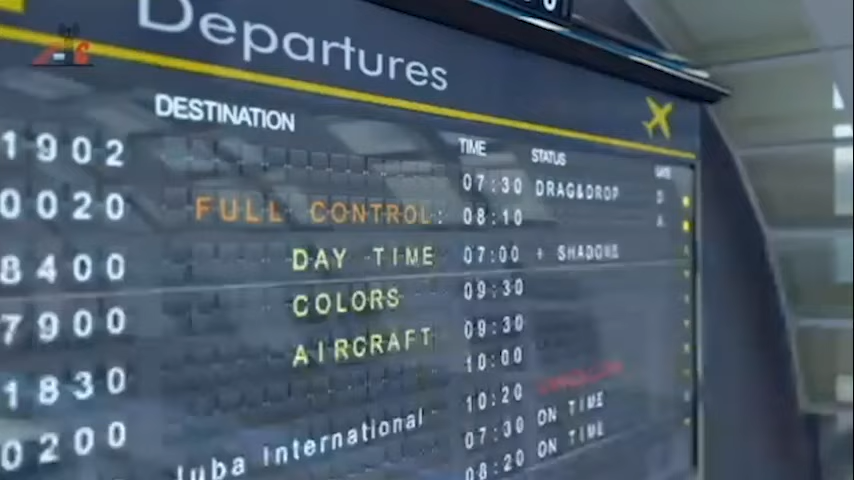 Departures
DESTINATION TIME STATUS GATE
1902 07:30 DRAG&DROP
0020 FULL CONTROL: 08:10
8400 DAY TIME 07:00 + SHADOWS
7900 COLORS 09:30
1830 AIRCRAFT 09:30
0200 10:00
10:20
Juba International 07:30 ON TIME
08:20 ON TIME